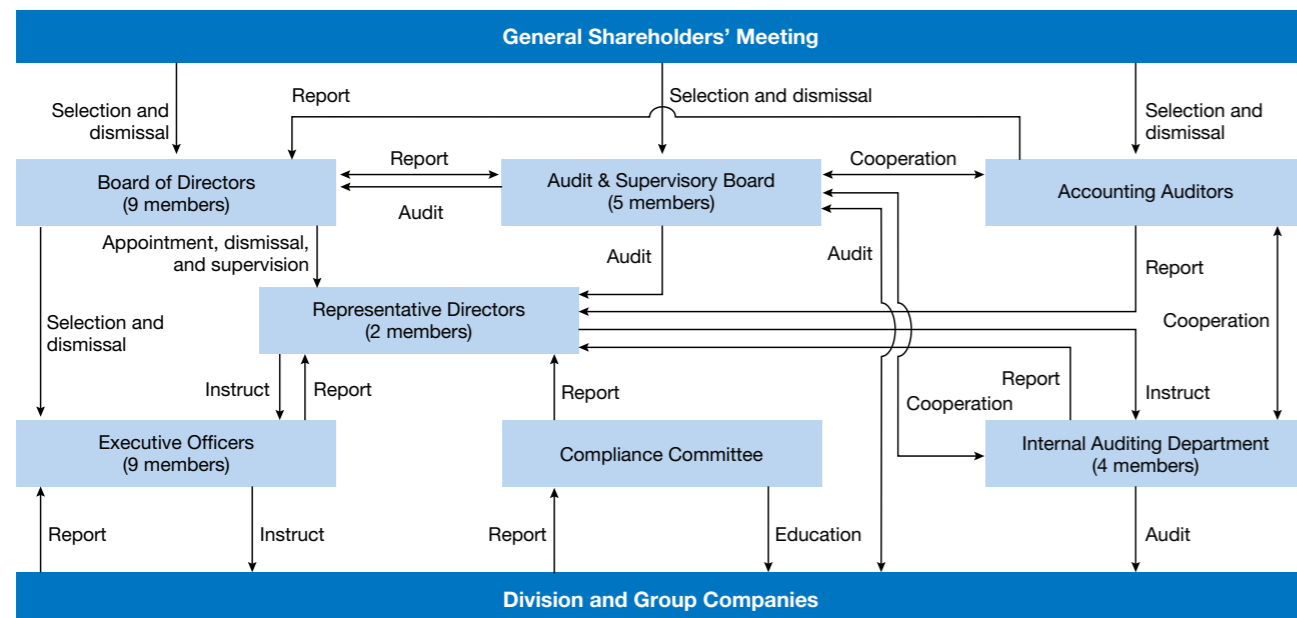 General Shareholders’ Meeting
Selection and
dismissal
Report
Selection and dismissal
Selection and
dismissal
Board of Directors
(9 members)
Report
Audit
Audit & Supervisory Board
(5 members)
Cooperation
Accounting Auditors
Appointment, dismissal,
and supervision
Audit
Audit
Report
Selection and
dismissal
Representative Directors
(2 members)
Cooperation
Instruct
Report
Report
Cooperation
Report
Instruct
Executive Officers
(9 members)
Compliance Committee
Internal Auditing Department
(4 members)
Report
Instruct
Report
Education
Audit
Division and Group Companies